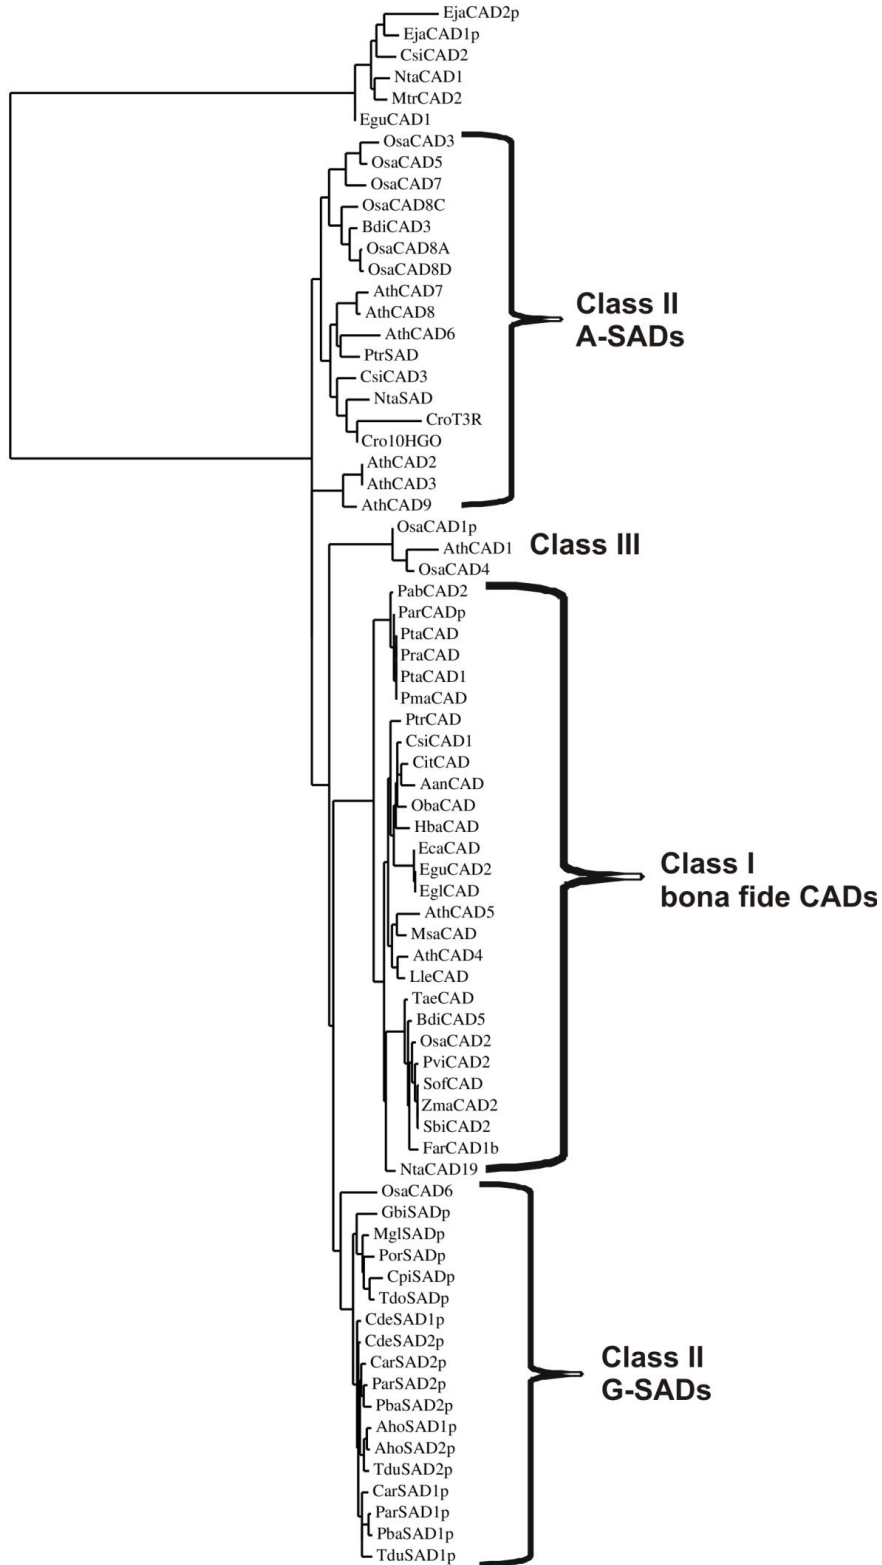 EjaCAD2p
EjaCAD1p
CsiCAD2
NtaCAD1
MtrCAD2
EguCAD1
OsaCAD3
OsaCAD5
OsaCAD7
OsaCAD8C
BdiCAD3
OsaCAD8A
OsaCAD8D
AthCAD7
AthCAD8
AthCAD6
PtrSAD
CsiCAD3
NtaSAD
CroT3R
Cro10HGO
AthCAD2
AthCAD3
AthCAD9
Class II
A-SADs
OsaCAD1p
AthCAD1
OsaCAD4
Class III
PabCAD2
ParCADp
PtaCAD
PraCAD
PtaCAD1
PmaCAD
PtrCAD
CsiCAD1
CitCAD
AanCAD
ObaCAD
HbaCAD
EcaCAD
EguCAD2
EglCAD
AthCAD5
MsaCAD
AthCAD4
LleCAD
TaeCAD
BdiCAD5
OsaCAD2
PviCAD2
SofCAD
ZmaCAD2
SbiCAD2
FarCAD1b
NtaCAD19
Class I
bona fide CADs
OsaCAD6
GbiSADp
MglSADp
PorSADp
CpiSADp
TdoSADp
CdeSAD1p
CdeSAD2p
CarSAD2p
ParSAD2p
PbaSAD2p
AhoSAD1p
AhoSAD2p
TduSAD2p
CarSAD1p
ParSAD1p
PbaSAD1p
TduSAD1p
Class II
G-SADs